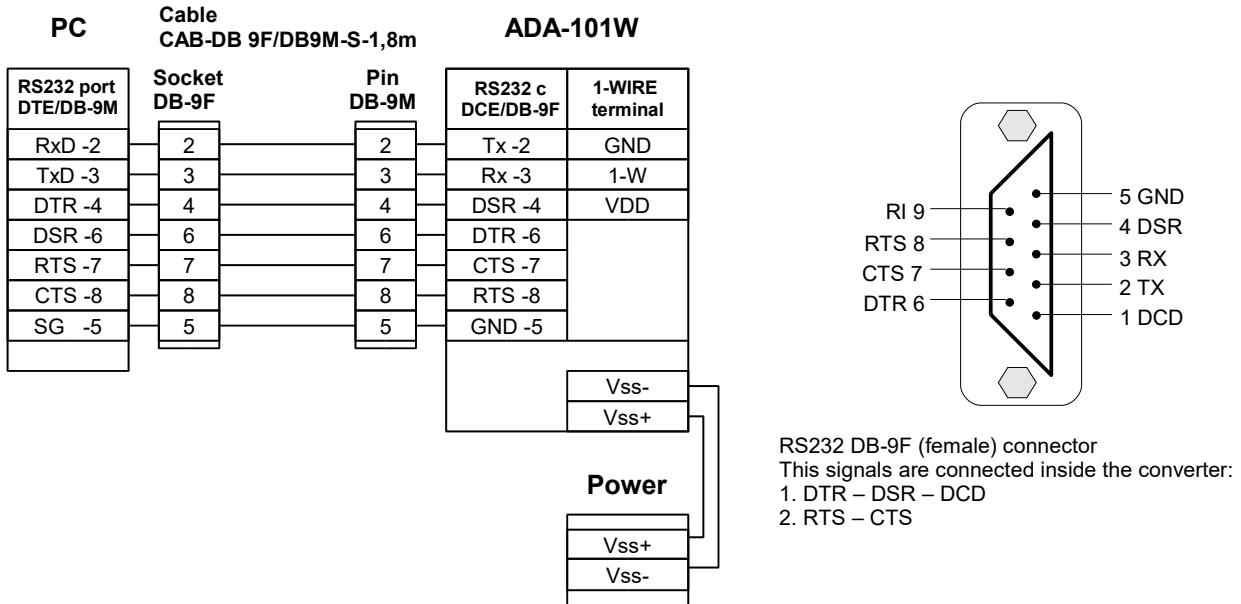 PC
Cable
CAB-DB 9F/DB9M-S-1,8m
ADA-101W
RS232 port
DTE/DB-9M
Socket
DB-9F
Pin
DB-9M
RS232 c
DCE/DB-9F
1-WIRE
terminal
RxD -2 2 2 Tx -2 GND
TxD -3 3 3 Rx -3 1-W
DTR -4 4 4 DSR -4 VDD
DSR -6 6 6 DTR -6
RTS -7 7 7 CTS -7
CTS -8 8 8 RTS -8
SG -5 5 5 GND -5
Vss-
Vss+
Power
Vss+
Vss-
RI 9
RTS 8
CTS 7
DTR 6
5 GND
4 DSR
3 RX
2 TX
1 DCD
RS232 DB-9F (female) connector
This signals are connected inside the converter:
1. DTR – DSR – DCD
2. RTS – CTS